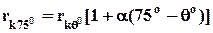 r_{k75°} = r_{kθ°}[1 + α(75° - θ°)]